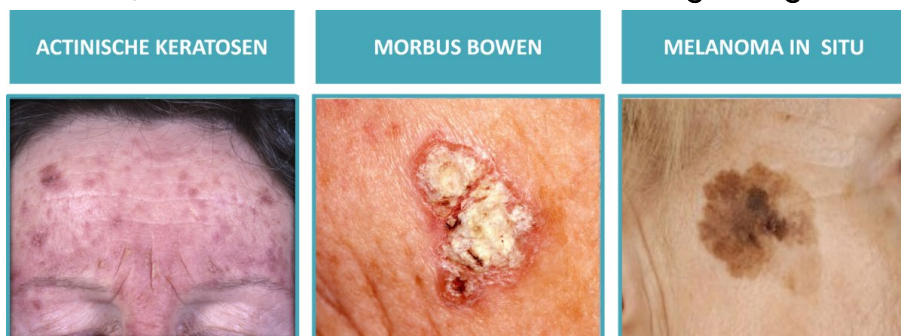 ACTINISCHE KERATOSEN
MORBUS BOWEN
MELANOMA IN SITU